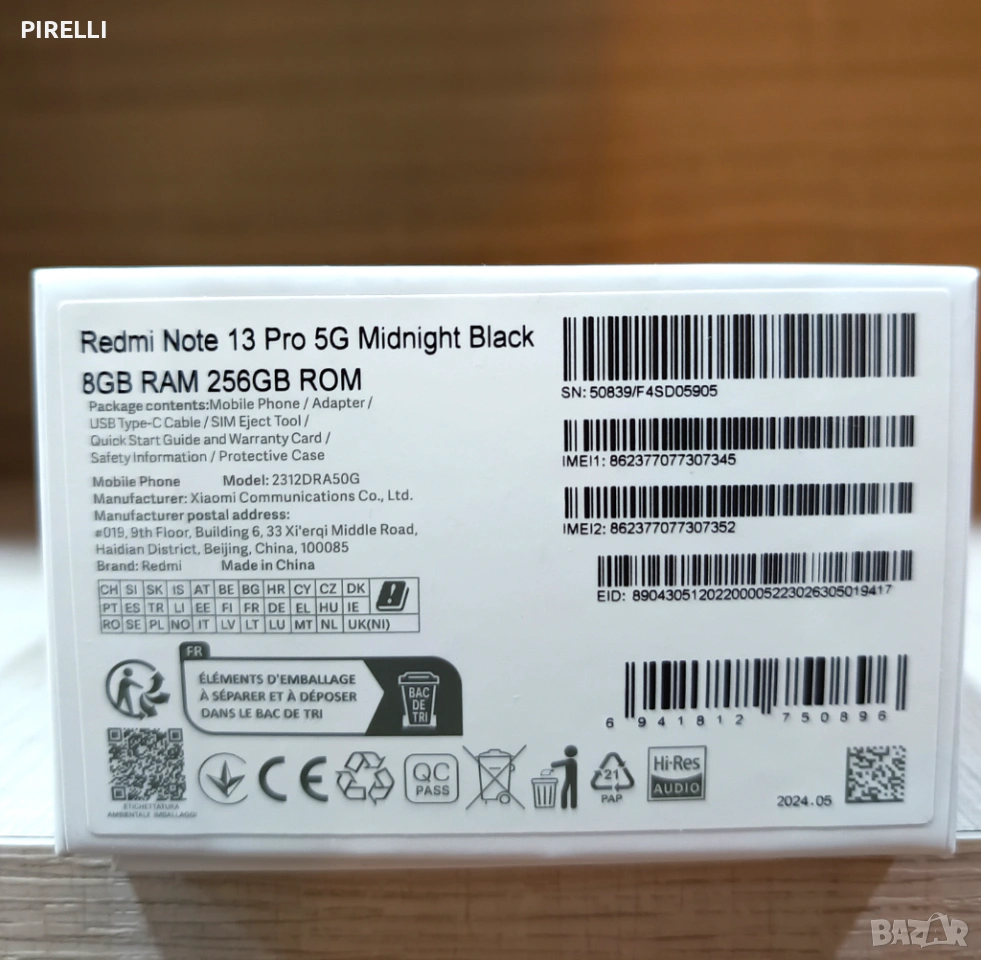 PIRELLI
Redmi Note 13 Pro 5G Midnight Black
8GB RAM 256GB ROM
Package contents:Mobile Phone / Adapter /
USB Type-C Cable / SIM Eject Tool /
Quick Start Guide and Warranty Card /
Safety Information / Protective Case
Mobile Phone Model: 2312DRA50G
Manufacturer: Xiaomi Communications Co., Ltd.
Manufacturer postal address:
#019, 9th Floor, Building 6, 33 Xi'erqi Middle Road,
Haidian District, Beijing, China, 100085
Brand: Redmi Made in China
CH SI SK IS AT BE BG HR CY CZ DK
PT ES TR LI EE FI FR DE EL HU IE
RO SE PL NO IT LV LT LU MT NL UK(NI)
SN: 50839/F4SD05905
IMEI1: 862377077307345
IMEI2: 862377077307352
EID: 89043051202200005223026305019417
6 941812 750896
FR
ÉLÉMENTS D'EMBALLAGE
À SÉPARER ET À DÉPOSER
DANS LE BAC DE TRI
BAC
DE
TRI
ETICHETTATURA
AMBIENTALE IMBALLAGGI
CE
QC
PASS
21
PAP
Hi-Res
AUDIO
2024.05
BAZAR